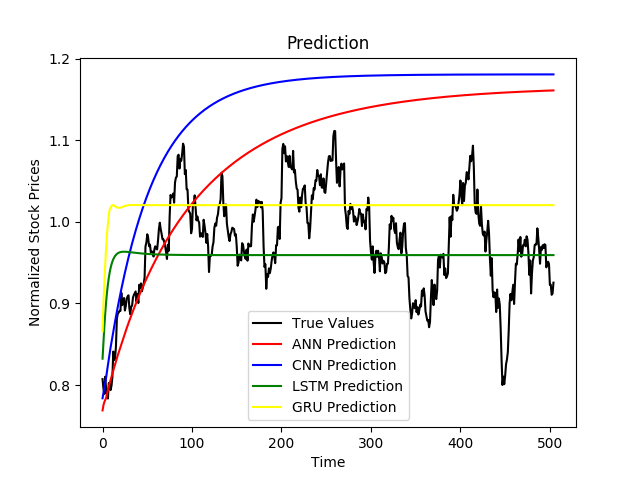 Prediction
1.2
1.1
1.0
0.9
0.8
Normalized Stock Prices
True Values
ANN Prediction
CNN Prediction
LSTM Prediction
GRU Prediction
0 100 200 300 400 500
Time